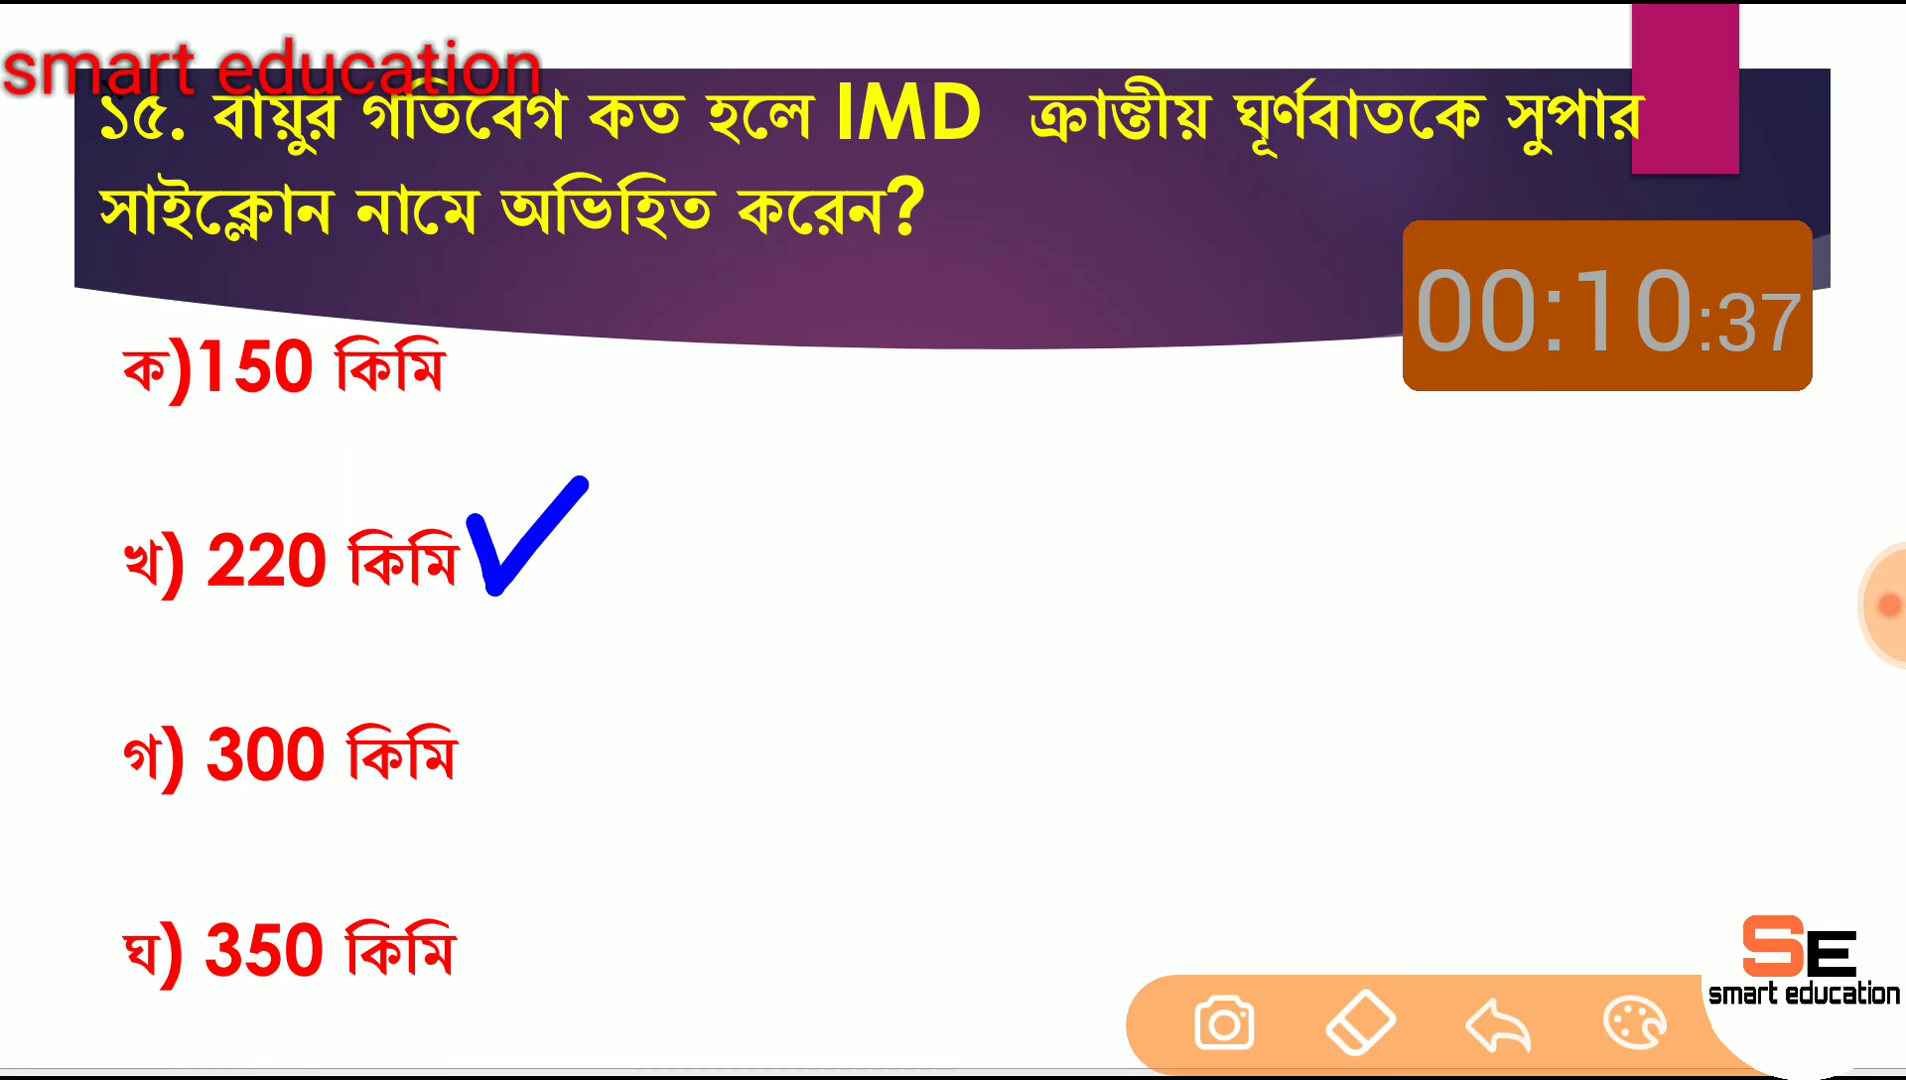 smart education
১৫. বায়ুর গতিবেগ কত হলে IMD ক্রান্তীয় ঘূর্ণবাতকে সুপার
সাইক্লোন নামে অভিহিত করেন?
00:10:37
ক)150 কিমি
খ) 220 কিমি
গ) 300 কিমি
ঘ) 350 কিমি
SE
smart education